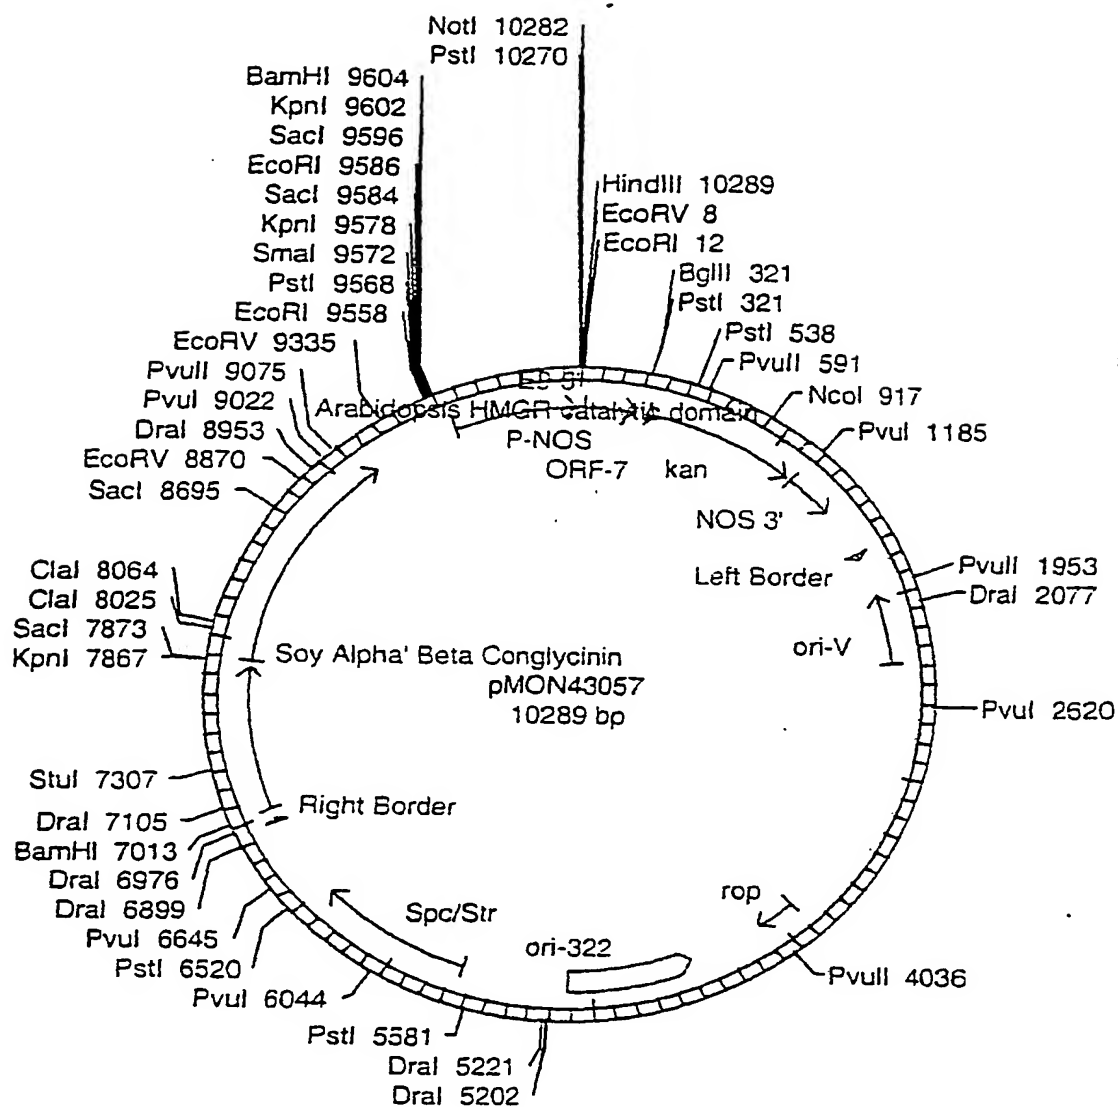 NotI 10282
PstI 10270
BamHI 9604
KpnI 9602
SacI 9596
EcoRI 9586
SacI 9584
KpnI 9578
SmaI 9572
PstI 9568
EcoRI 9558
EcoRV 9335
PvuII 9075
PvuI 9022
DraI 8953
EcoRV 8870
SacI 8695
ClaI 8064
ClaI 8025
SacI 7873
KpnI 7867
StuI 7307
DraI 7105
BamHI 7013
DraI 6976
DraI 6899
PvuI 6645
PstI 6520
PvuI 6044
PstI 5581
DraI 5221
DraI 5202
HindIII 10289
EcoRV 8
EcoRI 12
BglII 321
PstI 321
PstI 538
PvuII 591
NcoI 917
PvuI 1185
PvuII 1953
DraI 2077
PvuI 2620
PvuII 4036
Arabidopsis HMGR catalytic domain
P-NOS
ORF-7 kan
NOS 3'
Left Border
ori-V
Soy Alpha' Beta Conglycinin
pMON43057
10289 bp
Right Border
rop
Spc/Str
ori-322